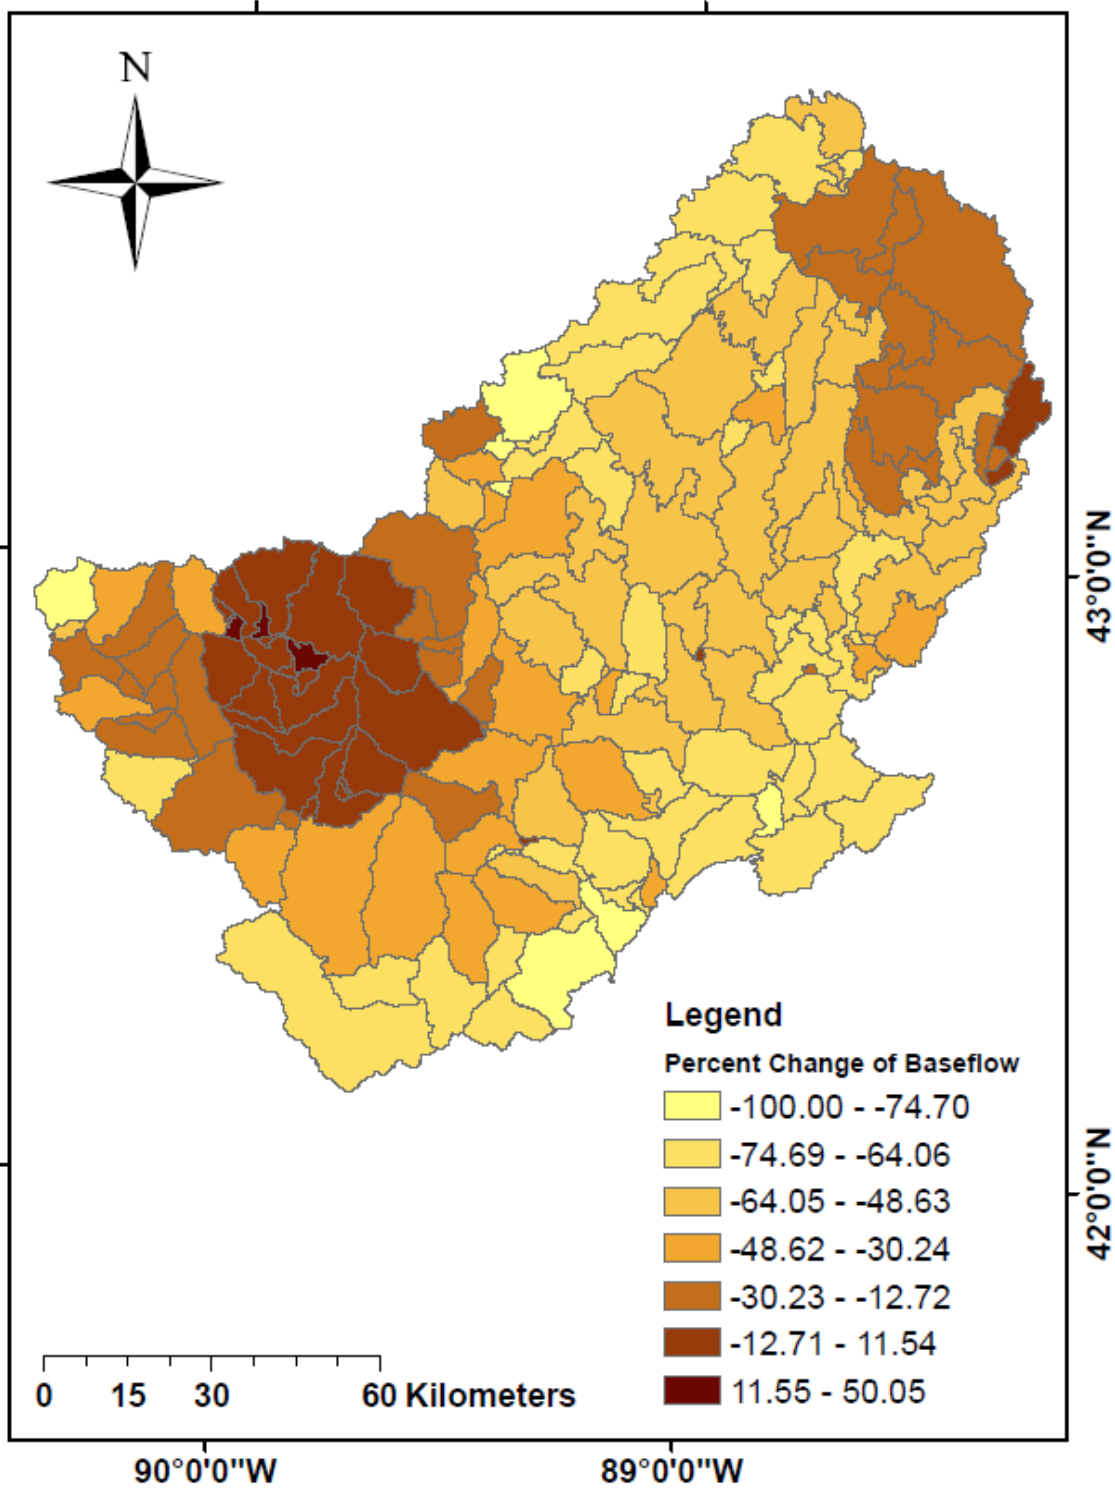 N
43°0'0"N
Legend
Percent Change of Baseflow
-100.00 - -74.70
-74.69 - -64.06
-64.05 - -48.63
-48.62 - -30.24
-30.23 - -12.72
-12.71 - 11.54
11.55 - 50.05
42°0'0"N
0 15 30 60 Kilometers
90°0'0"W 89°0'0"W